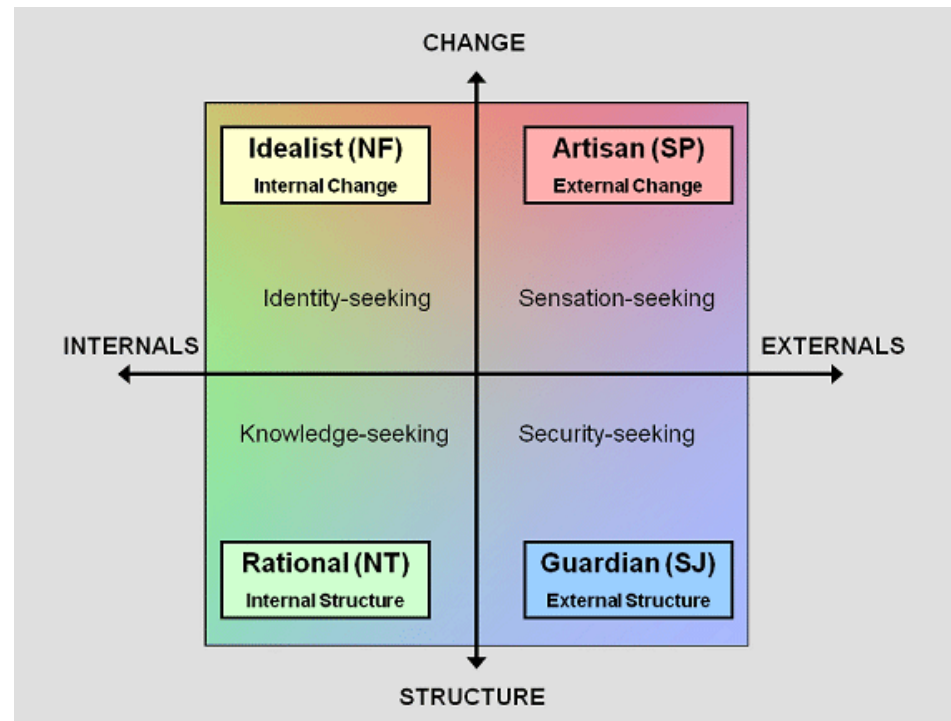 CHANGE
Idealist (NF)
Internal Change
Artisan (SP)
External Change
Identity-seeking
Sensation-seeking
INTERNALS
EXTERNALS
Knowledge-seeking
Security-seeking
Rational (NT)
Internal Structure
Guardian (SJ)
External Structure
STRUCTURE